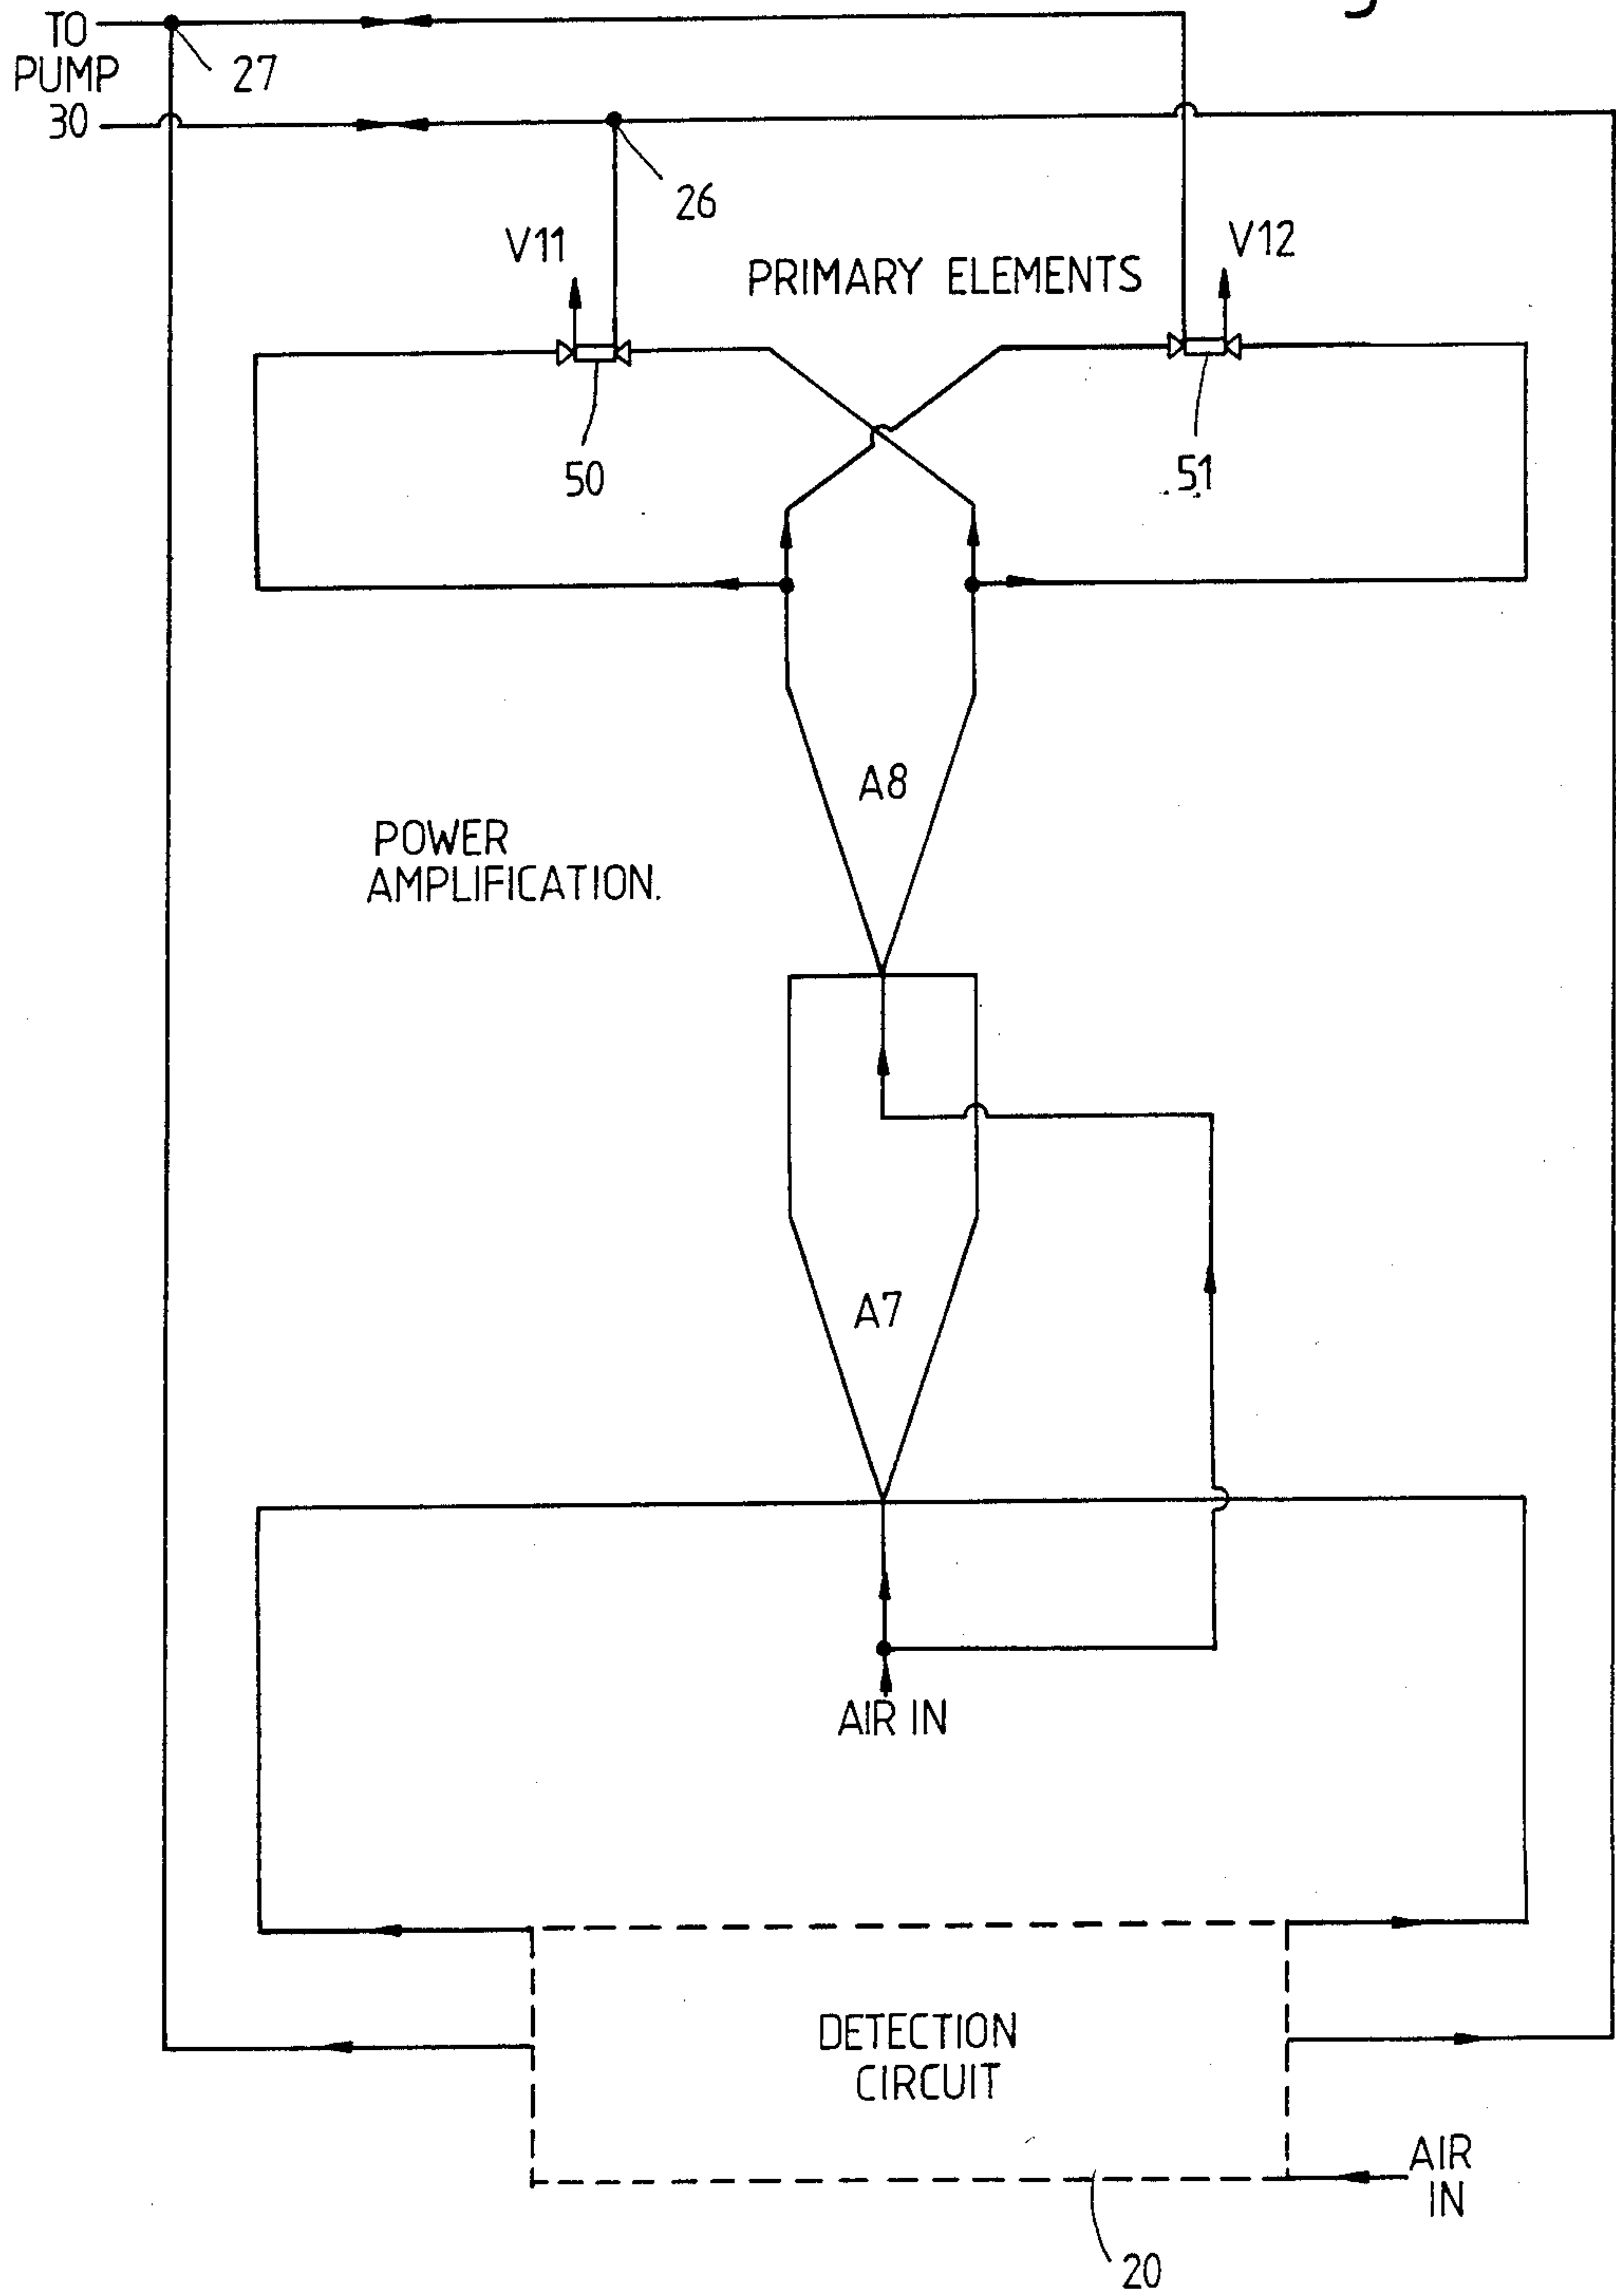 TO
PUMP
30
27
26
V11
V12
PRIMARY ELEMENTS
50
51
A8
POWER
AMPLIFICATION.
A7
AIR IN
DETECTION
CIRCUIT
AIR
IN
20